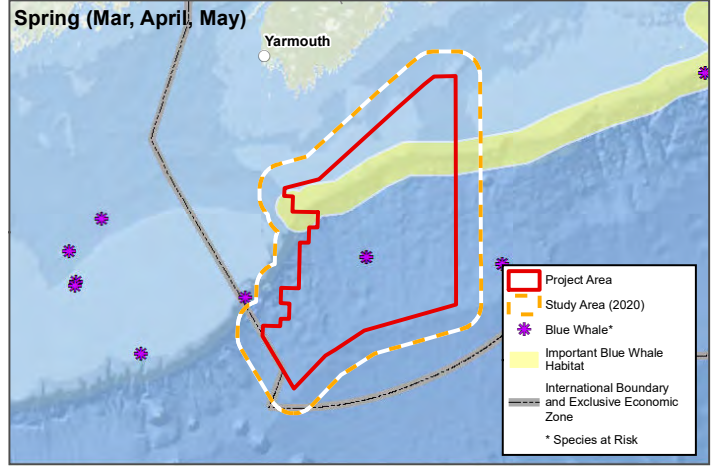 Spring (Mar, April, May)
Yarmouth
Project Area
Study Area (2020)
Blue Whale*
Important Blue Whale
Habitat
International Boundary
and Exclusive Economic
Zone
* Species at Risk